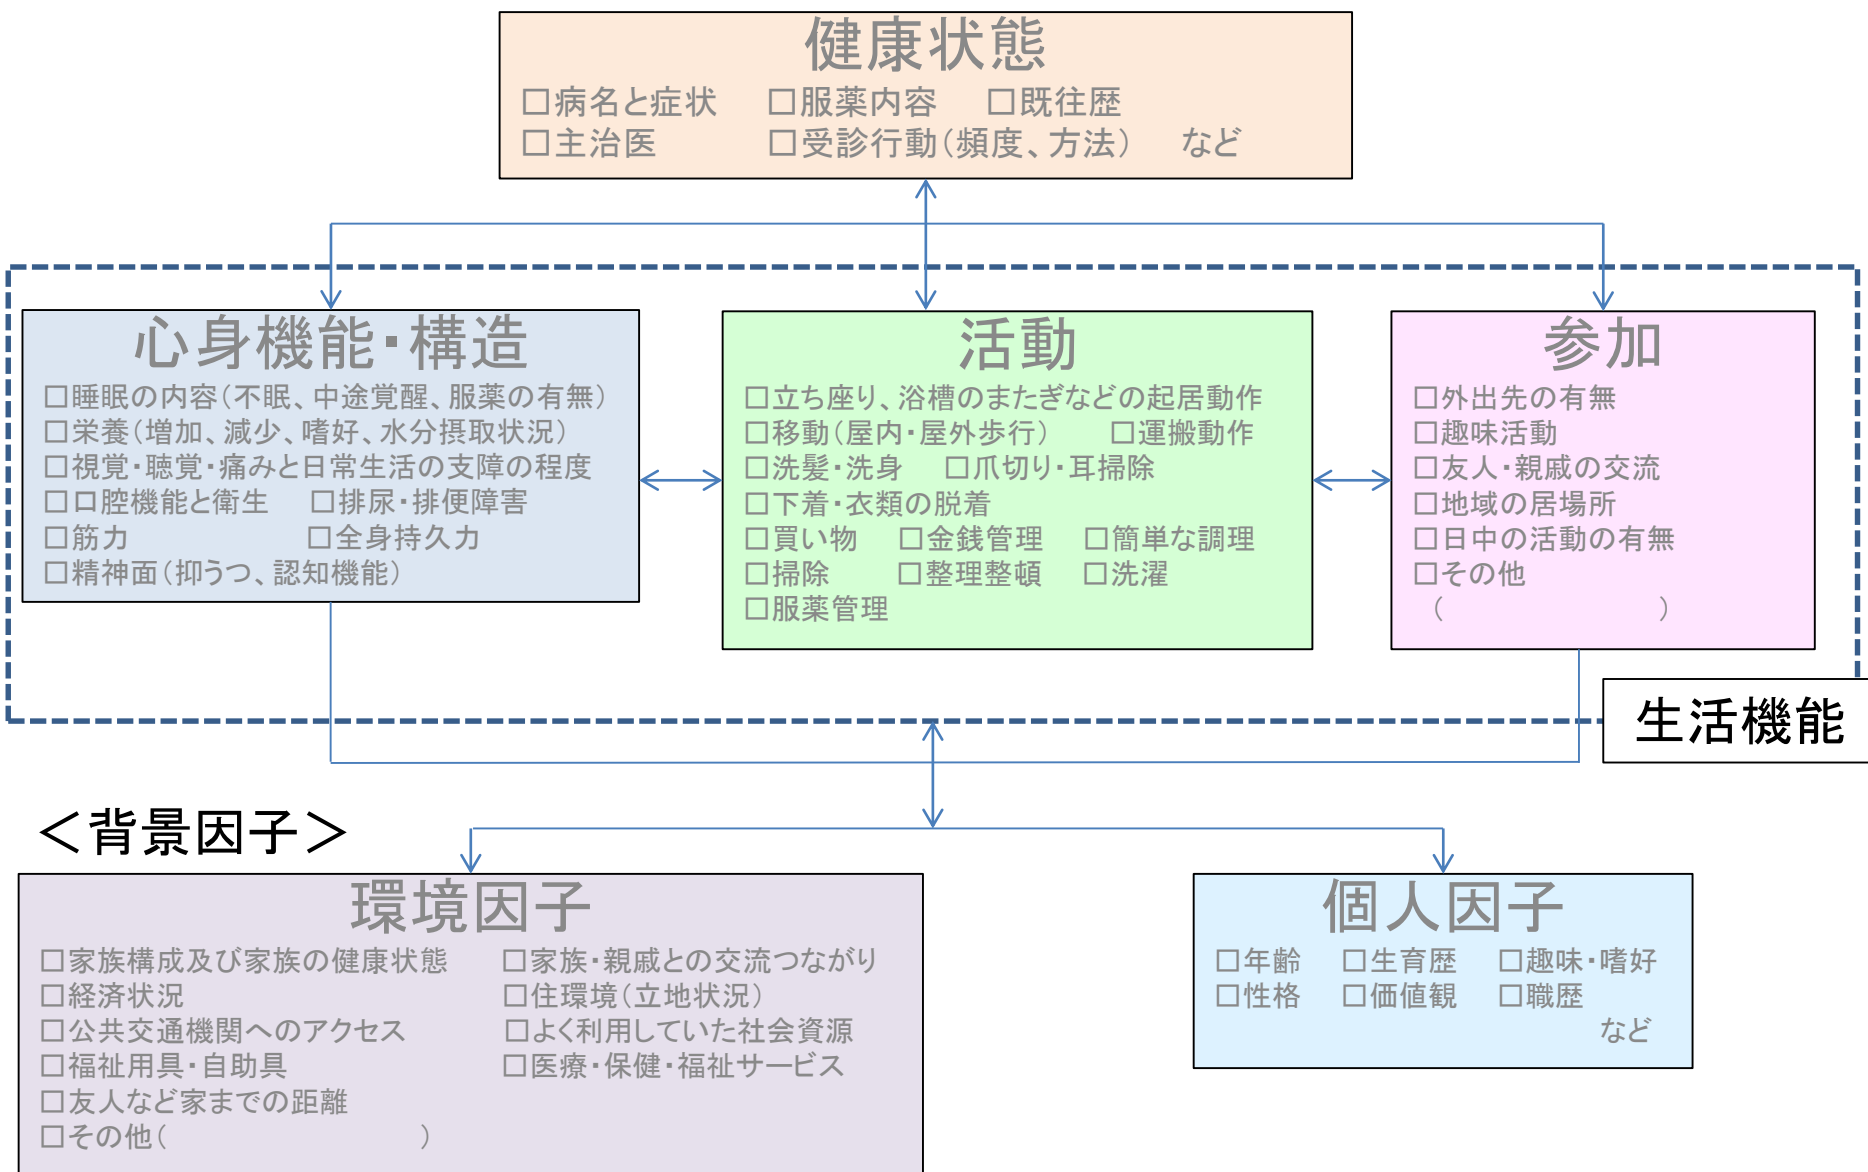 健康状態
□病名と症状　□服薬内容　□既往歴
□主治医　□受診行動（頻度、方法）　など
心身機能・構造
□睡眠の内容（不眠、中途覚醒、服薬の有無）
□栄養（増加、減少、嗜好、水分摂取状況）
□視覚・聴覚・痛みと日常生活の支障の程度
□口腔機能と衛生　□排尿・排便障害
□筋力　□全身持久力
□精神面（抑うつ、認知機能）
活動
□立ち座り、浴槽のまたぎなどの起居動作
□移動（屋内・屋外歩行）　□運搬動作
□洗髪・洗身　□爪切り・耳掃除
□下着・衣類の脱着
□買い物　□金銭管理　□簡単な調理
□掃除　□整理整頓　□洗濯
□服薬管理
参加
□外出先の有無
□趣味活動
□友人・親戚の交流
□地域の居場所
□日中の活動の有無
□その他
（　　　　　　　）
生活機能
＜背景因子＞
環境因子
□家族構成及び家族の健康状態　□家族・親戚との交流つながり
□経済状況　□住環境（立地状況）
□公共交通機関へのアクセス　□よく利用していた社会資源
□福祉用具・自助具　□医療・保健・福祉サービス
□友人など家までの距離
□その他（　　　　　　　　　）
個人因子
□年齢　□生育歴　□趣味・嗜好
□性格　□価値観　□職歴
など